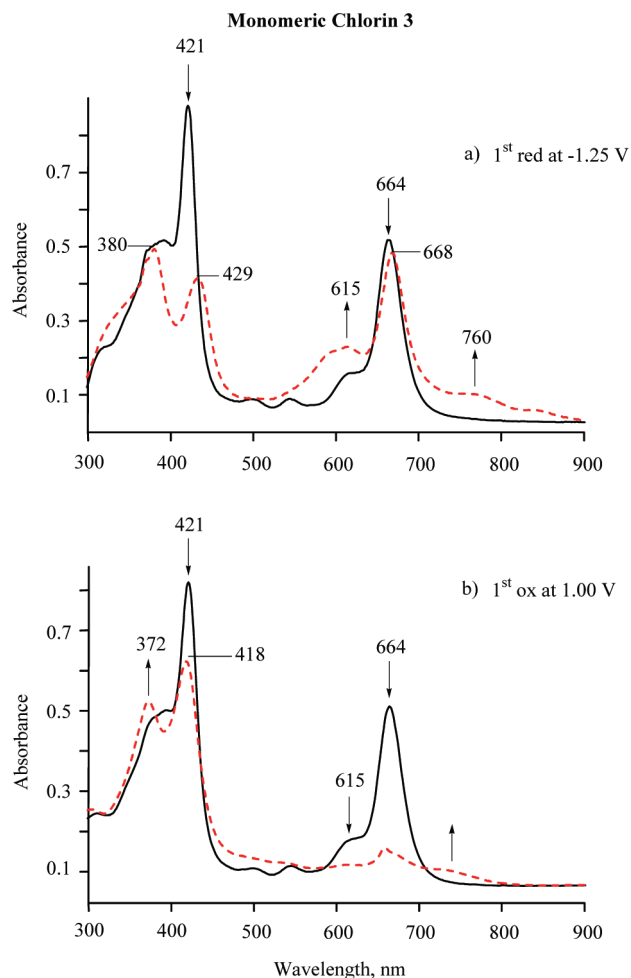 Monomeric Chlorin 3
421
a) 1st red at -1.25 V
0.7
664
380
0.5
668
429
615
0.3
760
0.1
Absorbance
300 400 500 600 700 800 900
421
b) 1st ox at 1.00 V
372
0.7
418
664
0.5
615
0.3
0.1
Absorbance
300 400 500 600 700 800 900
Wavelength, nm